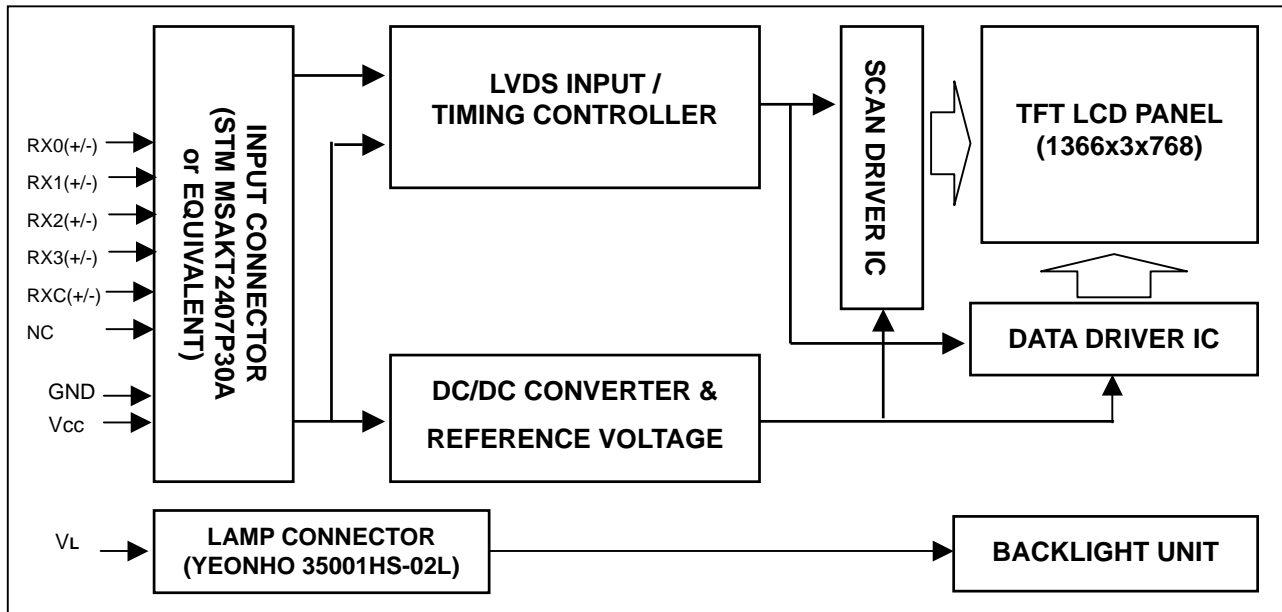 RX0(+/-)
RX1(+/-)
RX2(+/-)
RX3(+/-)
RXC(+/-)
NC
GND
Vcc
INPUT CONNECTOR
(STM MSAKT2407P30A
or EQUIVALENT)
LVDS INPUT /
TIMING CONTROLLER
SCAN DRIVER IC
TFT LCD PANEL
(1366x3x768)
DATA DRIVER IC
DC/DC CONVERTER &
REFERENCE VOLTAGE
VL
LAMP CONNECTOR
(YEONHO 35001HS-02L)
BACKLIGHT UNIT